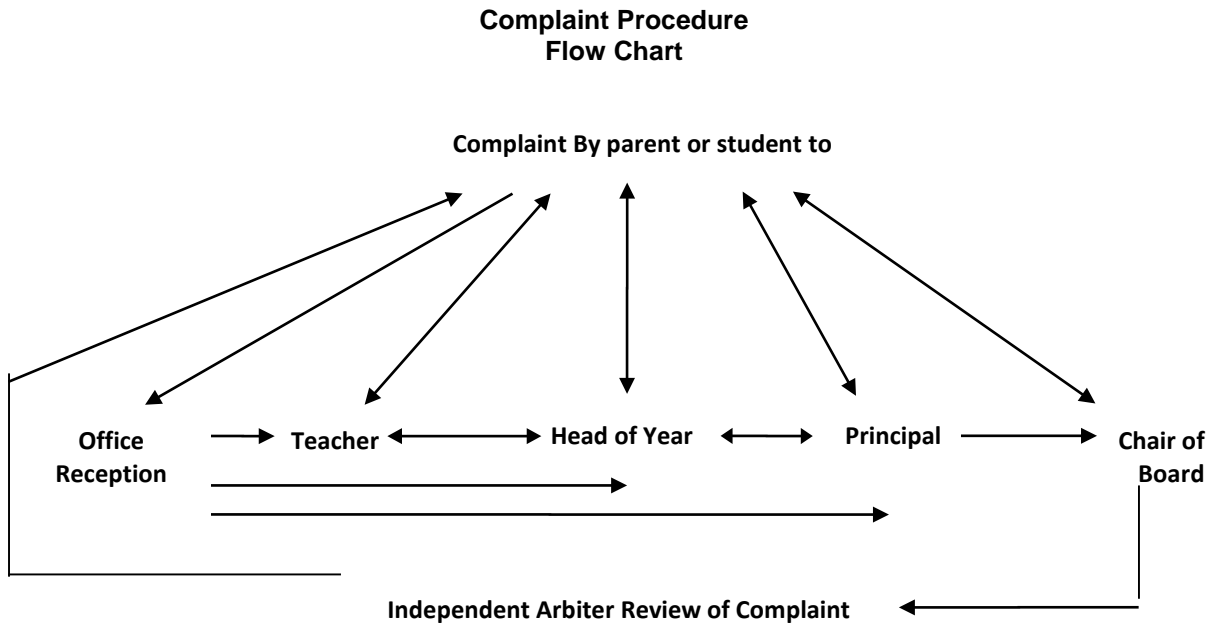 Complaint Procedure
Flow Chart
Complaint By parent or student to
Office
Reception
Teacher
Head of Year
Principal
Chair of
Board
Independent Arbiter Review of Complaint